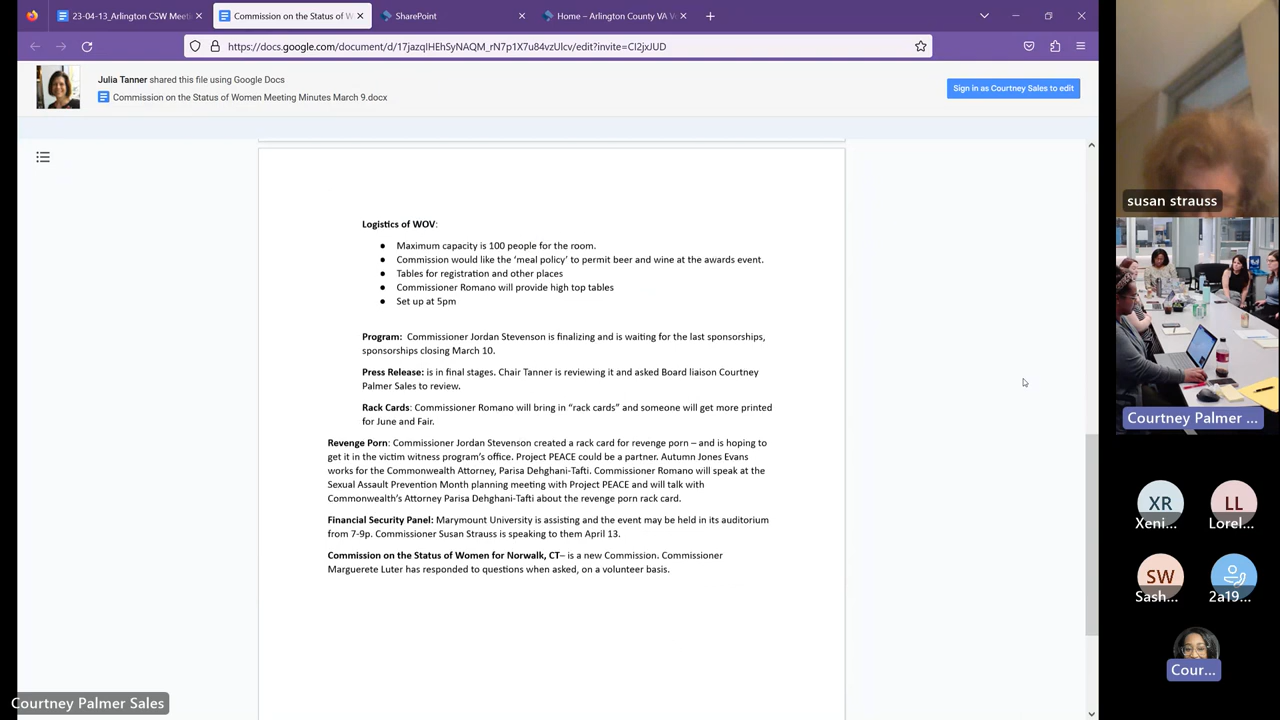 23-04-13_Arlington CSW Meeti
Commission on the Status of W
SharePoint
Home – Arlington County VA
https://docs.google.com/document/d/17jazqIHEhSyNAQM_rN7p1X7u84vzUlcv/edit?invite=CI2jxJUD
Julia Tanner shared this file using Google Docs
Commission on the Status of Women Meeting Minutes March 9.docx
Sign in as Courtney Sales to edit
Logistics of WOV:
● Maximum capacity is 100 people for the room.
● Commission would like the ‘meal policy’ to permit beer and wine at the awards event.
● Tables for registration and other places
● Commissioner Romano will provide high top tables
● Set up at 5pm
Program: Commissioner Jordan Stevenson is finalizing and is waiting for the last sponsorships,
sponsorships closing March 10.
Press Release: is in final stages. Chair Tanner is reviewing it and asked Board liaison Courtney
Palmer Sales to review.
Rack Cards: Commissioner Romano will bring in “rack cards” and someone will get more printed
for June and Fair.
Revenge Porn: Commissioner Jordan Stevenson created a rack card for revenge porn – and is hoping to
get it in the victim witness program’s office. Project PEACE could be a partner. Autumn Jones Evans
works for the Commonwealth Attorney, Parisa Dehghani-Tafti. Commissioner Romano will speak at the
Sexual Assault Prevention Month planning meeting with Project PEACE and will talk with
Commonwealth’s Attorney Parisa Dehghani-Tafti about the revenge porn rack card.
Financial Security Panel: Marymount University is assisting and the event may be held in its auditorium
from 7-9p. Commissioner Susan Strauss is speaking to them April 13.
Commission on the Status of Women for Norwalk, CT– is a new Commission. Commissioner
Marguerete Luter has responded to questions when asked, on a volunteer basis.
Courtney Palmer Sales
susan strauss
Courtney Palmer ...
XR
Xeni...
LL
Lorel...
SW
Sash...
2a19...
Cour...